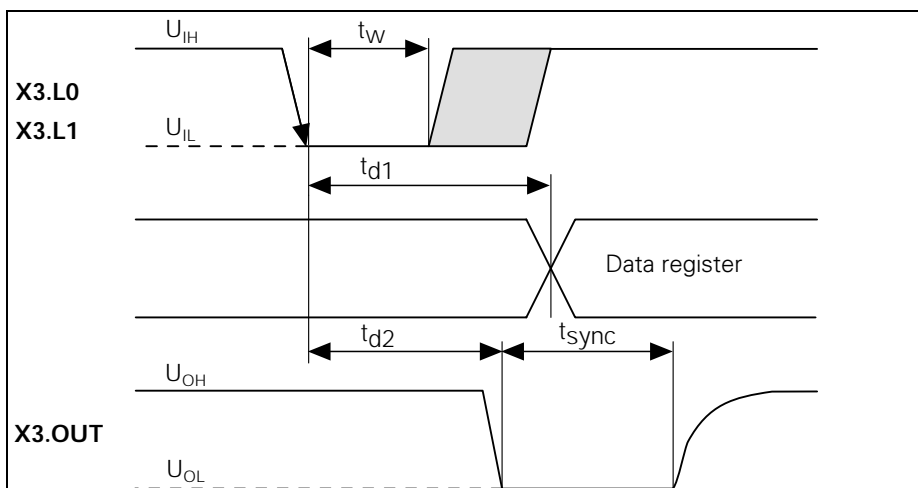 U_IH
t_w
X3.L0
X3.L1
U_IL
t_d1
Data register
t_d2
t_sync
U_OH
X3.OUT
U_OL